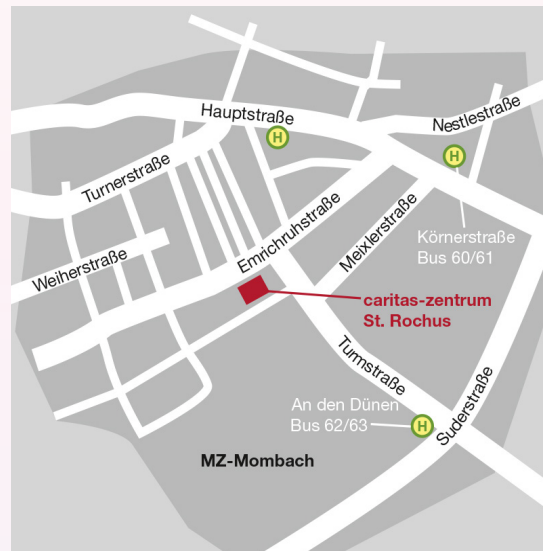 Hauptstraße
H
Nestlestraße
H
Turnerstraße
Körnerstraße
Bus 60/61
Emrichruhstraße
Meixlerstraße
Weiherstraße
caritas-zentrum
St. Rochus
Turmstraße
An den Dünen
Bus 62/63
H
Suderstraße
MZ-Mombach